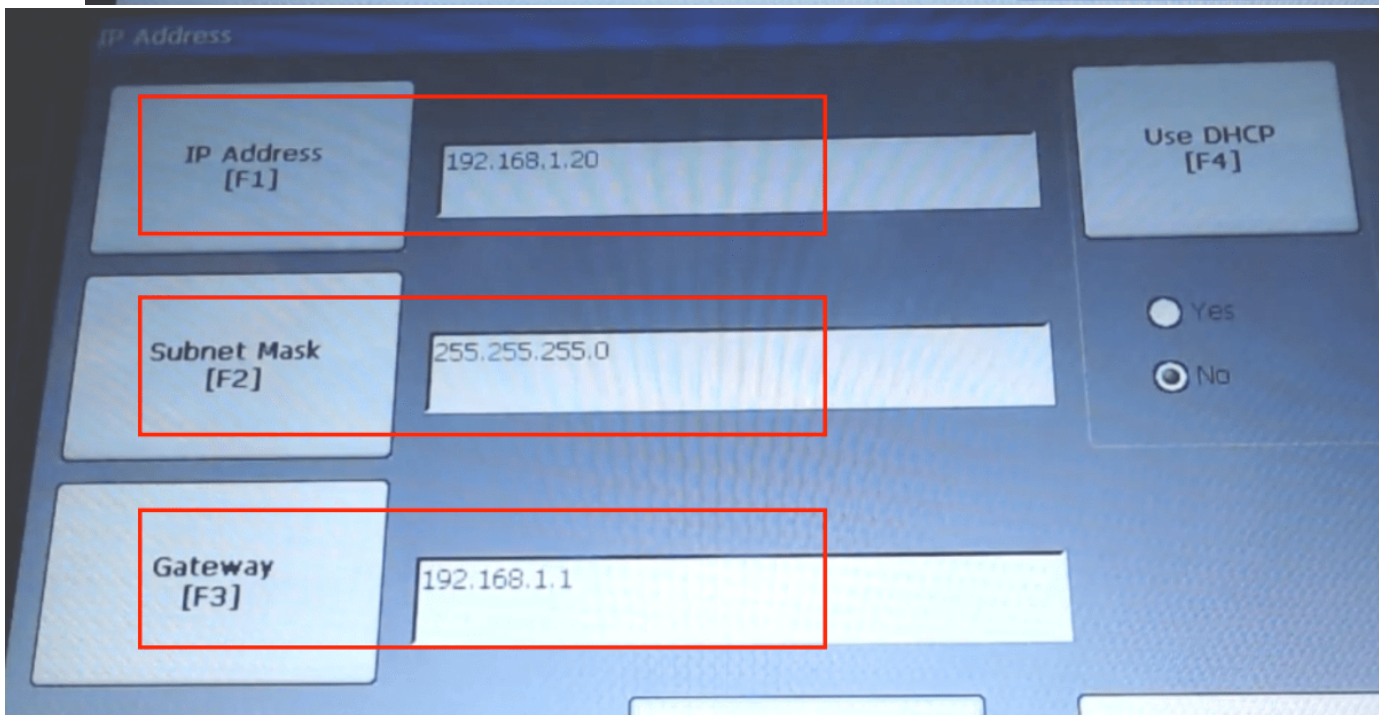 IP Address
IP Address
[F1]
192.168.1.20
Use DHCP
[F4]
Yes
No
Subnet Mask
[F2]
255.255.255.0
Gateway
[F3]
192.168.1.1